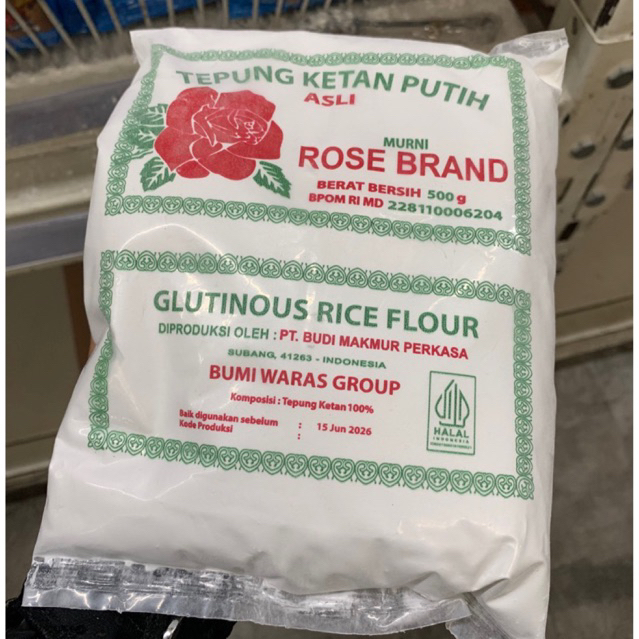 TEPUNG KETAN PUTIH
ASLI
MURNI
ROSE BRAND
BERAT BERSIH 500 g
BPOM RI MD 228110006204
GLUTINOUS RICE FLOUR
DIPRODUKSI OLEH : PT. BUDI MAKMUR PERKASA
SUBANG, 41263 - INDONESIA
BUMI WARAS GROUP
Komposisi : Tepung Ketan 100%
Baik digunakan sebelum : 15 Jun 2026
Kode Produksi :
HALAL
INDONESIA